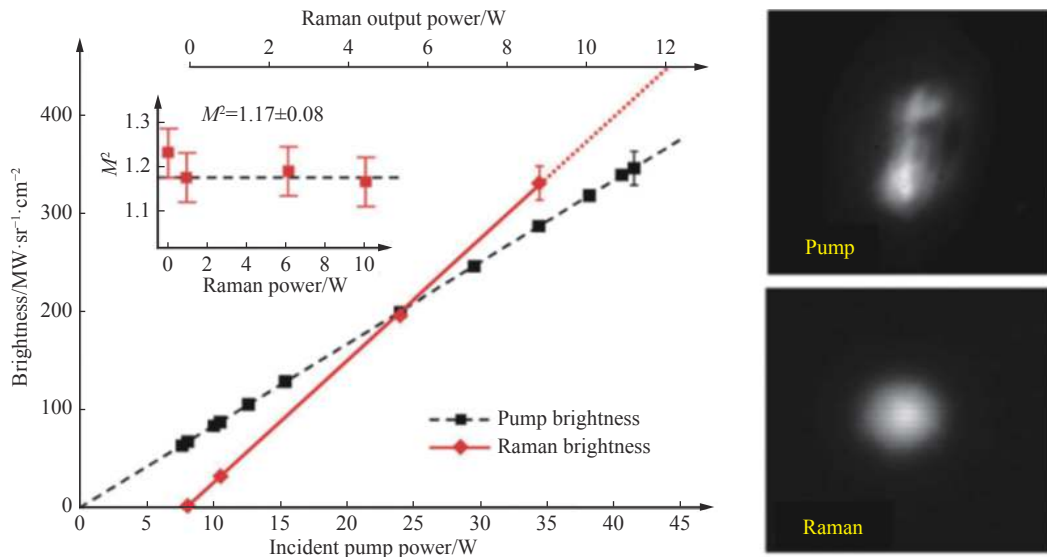 Raman output power/W
0 2 4 6 8 10 12
400
300
200
100
0
Brightness/MW·sr⁻¹·cm⁻²
M²=1.17±0.08
1.3
1.2
1.1
M²
0 2 4 6 8 10
Raman power/W
Pump brightness
Raman brightness
0 5 10 15 20 25 30 35 40 45
Incident pump power/W
Pump
Raman